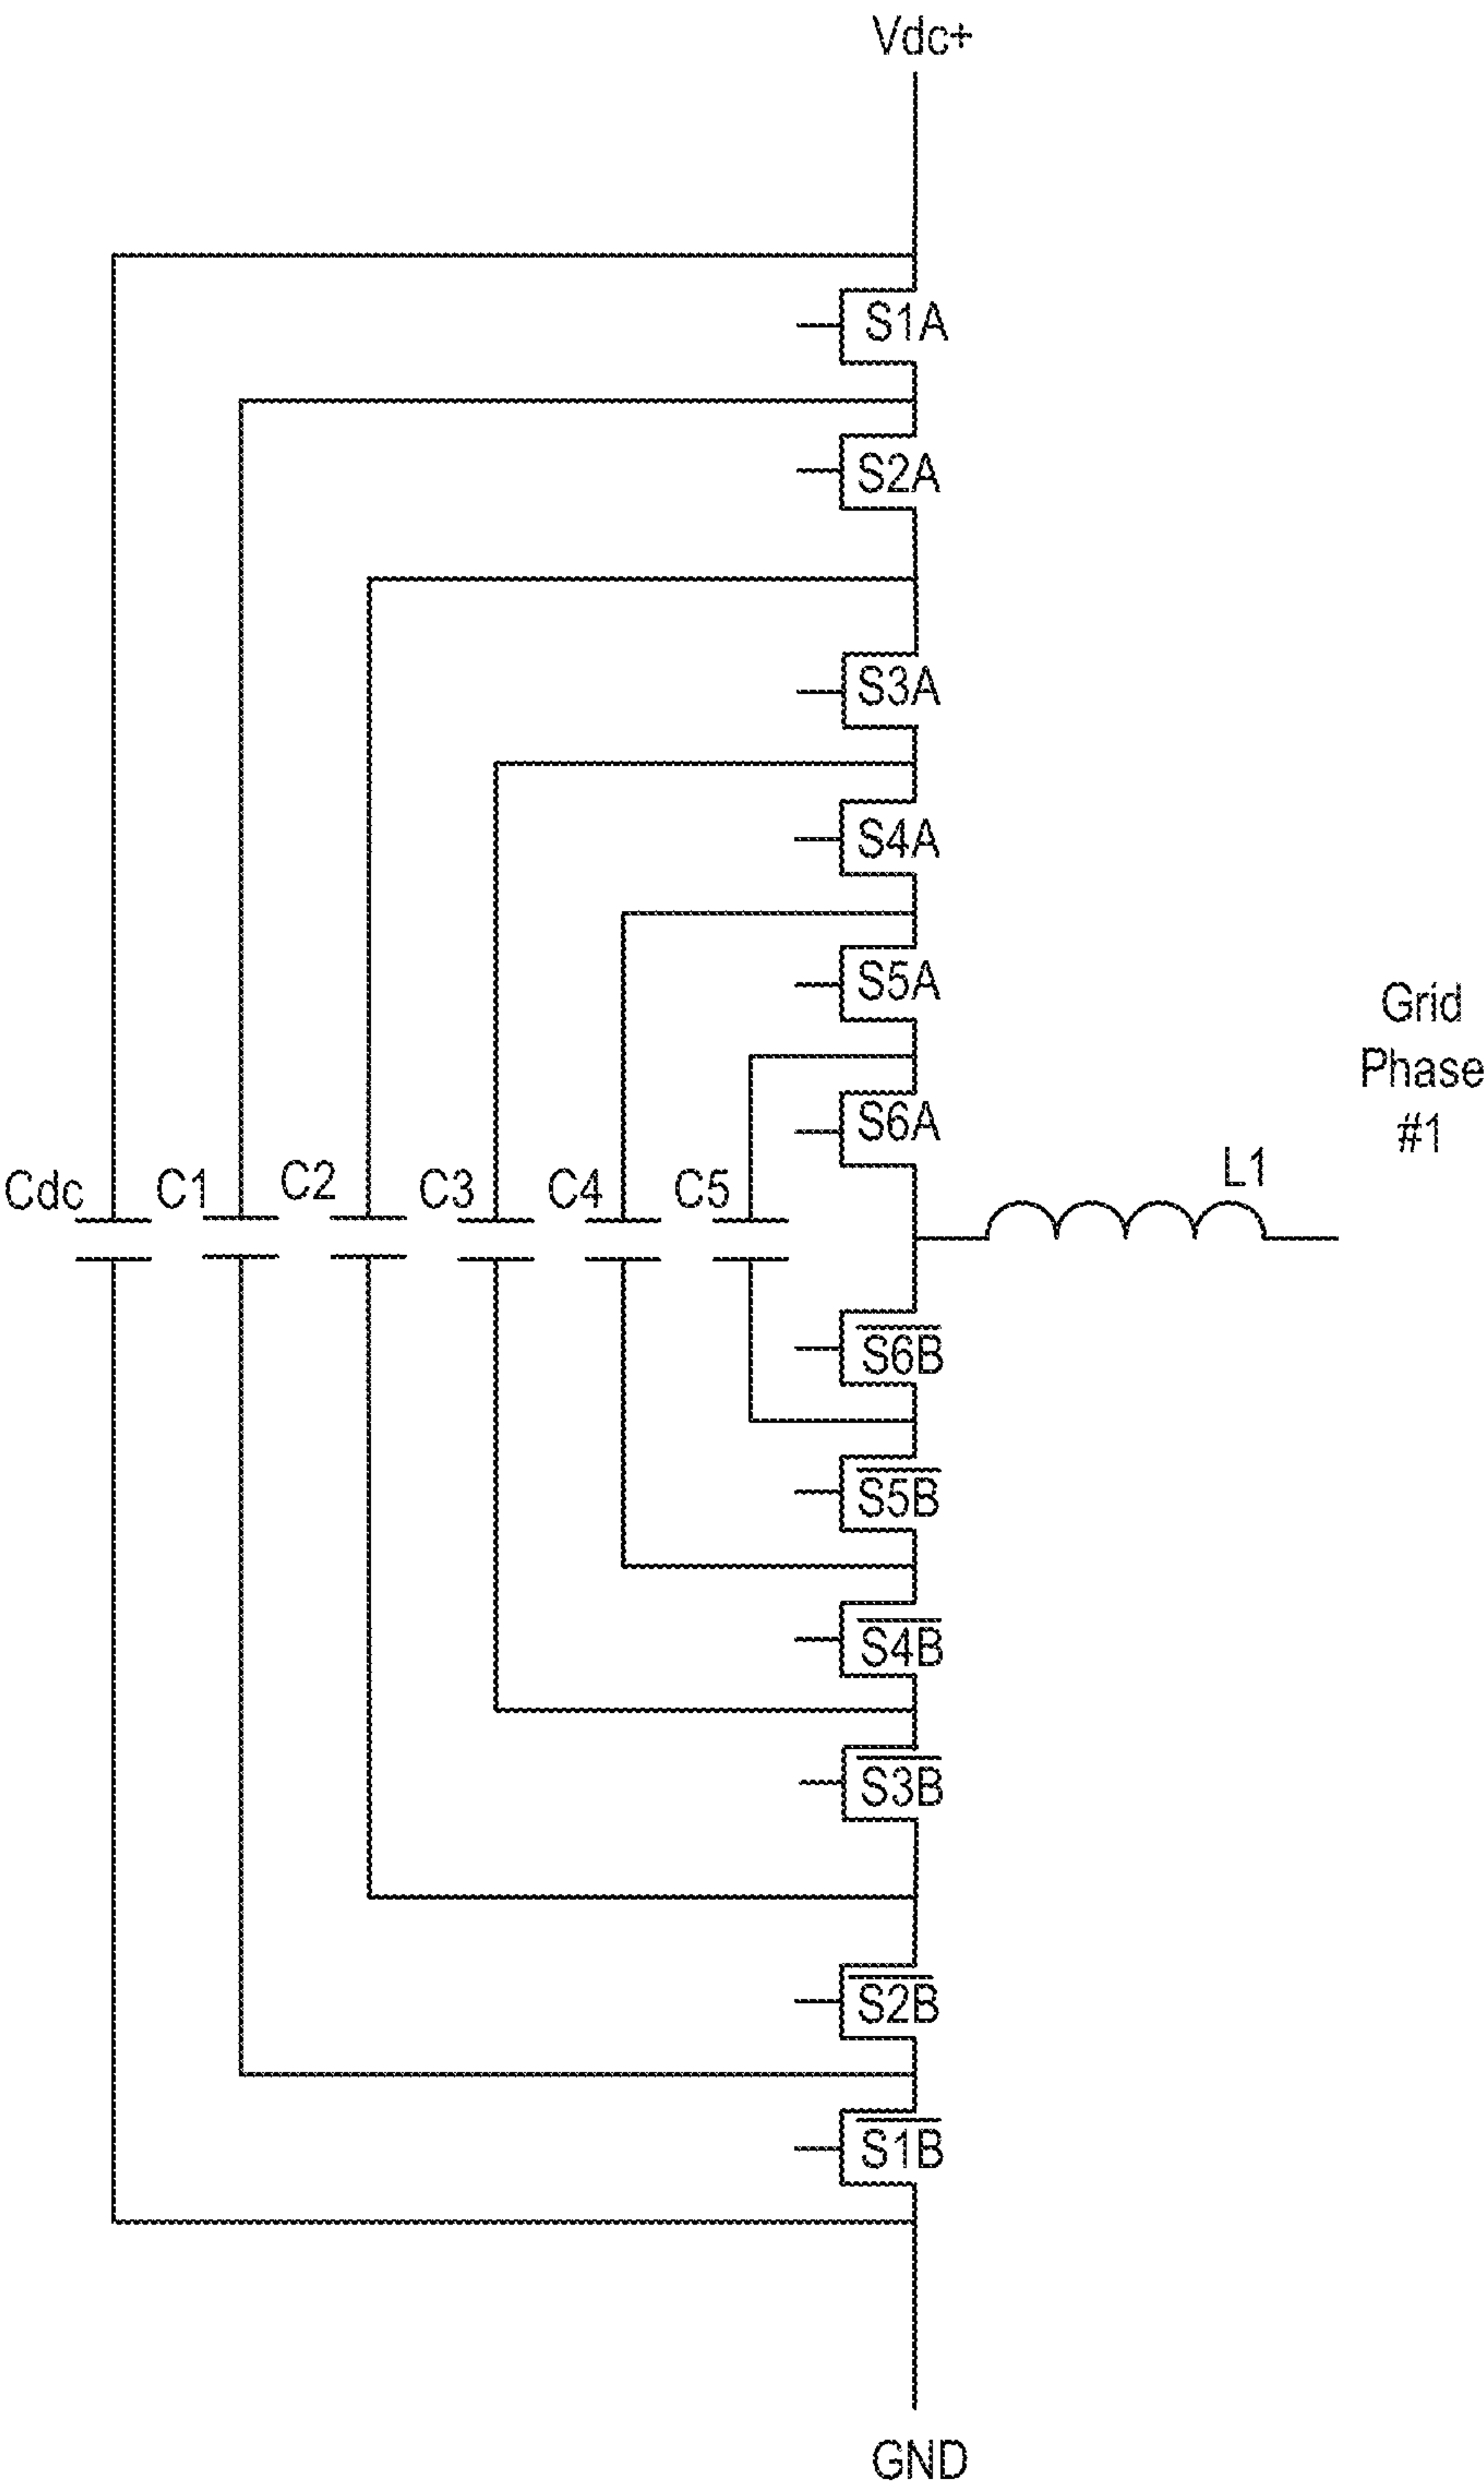 Vdc+
S1A
S2A
S3A
S4A
S5A
Grid
Phase
#1
S6A
L1
Cdc
C1
C2
C3
C4
C5
S6B
S5B
S4B
S3B
S2B
S1B
GND